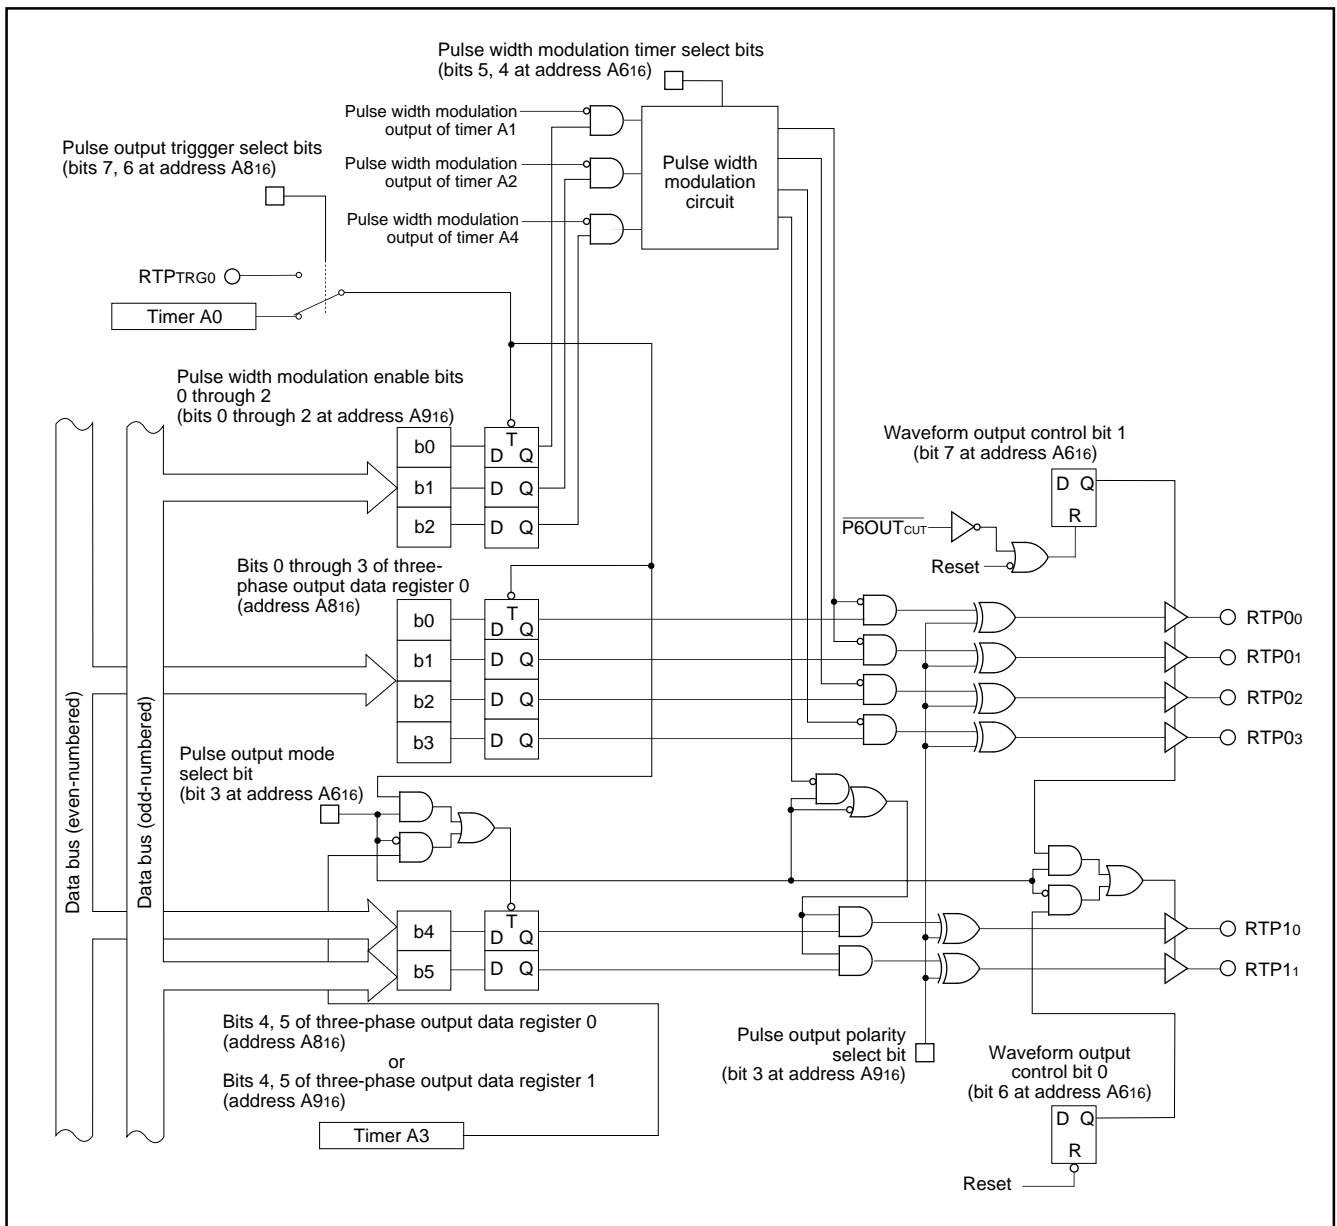 Pulse width modulation timer select bits
(bits 5, 4 at address A616)
Pulse width modulation
output of timer A1
Pulse output triggger select bits
(bits 7, 6 at address A816)
Pulse width modulation
output of timer A2
Pulse width
modulation
circuit
Pulse width modulation
output of timer A4
RTPTRG0
Timer A0
Pulse width modulation enable bits
0 through 2
(bits 0 through 2 at address A916)
b0
D T Q
b1
D Q
b2
D Q
Waveform output control bit 1
(bit 7 at address A616)
D Q
R
P6OUTCUT
Reset
Bits 0 through 3 of three-
phase output data register 0
(address A816)
b0
D T Q
b1
D Q
b2
D Q
b3
D Q
RTP00
RTP01
RTP02
RTP03
Data bus (even-numbered)
Data bus (odd-numbered)
Pulse output mode
select bit
(bit 3 at address A616)
b4
D T Q
b5
D Q
RTP10
RTP11
Bits 4, 5 of three-phase output data register 0
(address A816)
or
Bits 4, 5 of three-phase output data register 1
(address A916)
Timer A3
Pulse output polarity
select bit
(bit 3 at address A916)
Waveform output
control bit 0
(bit 6 at address A616)
D Q
R
Reset